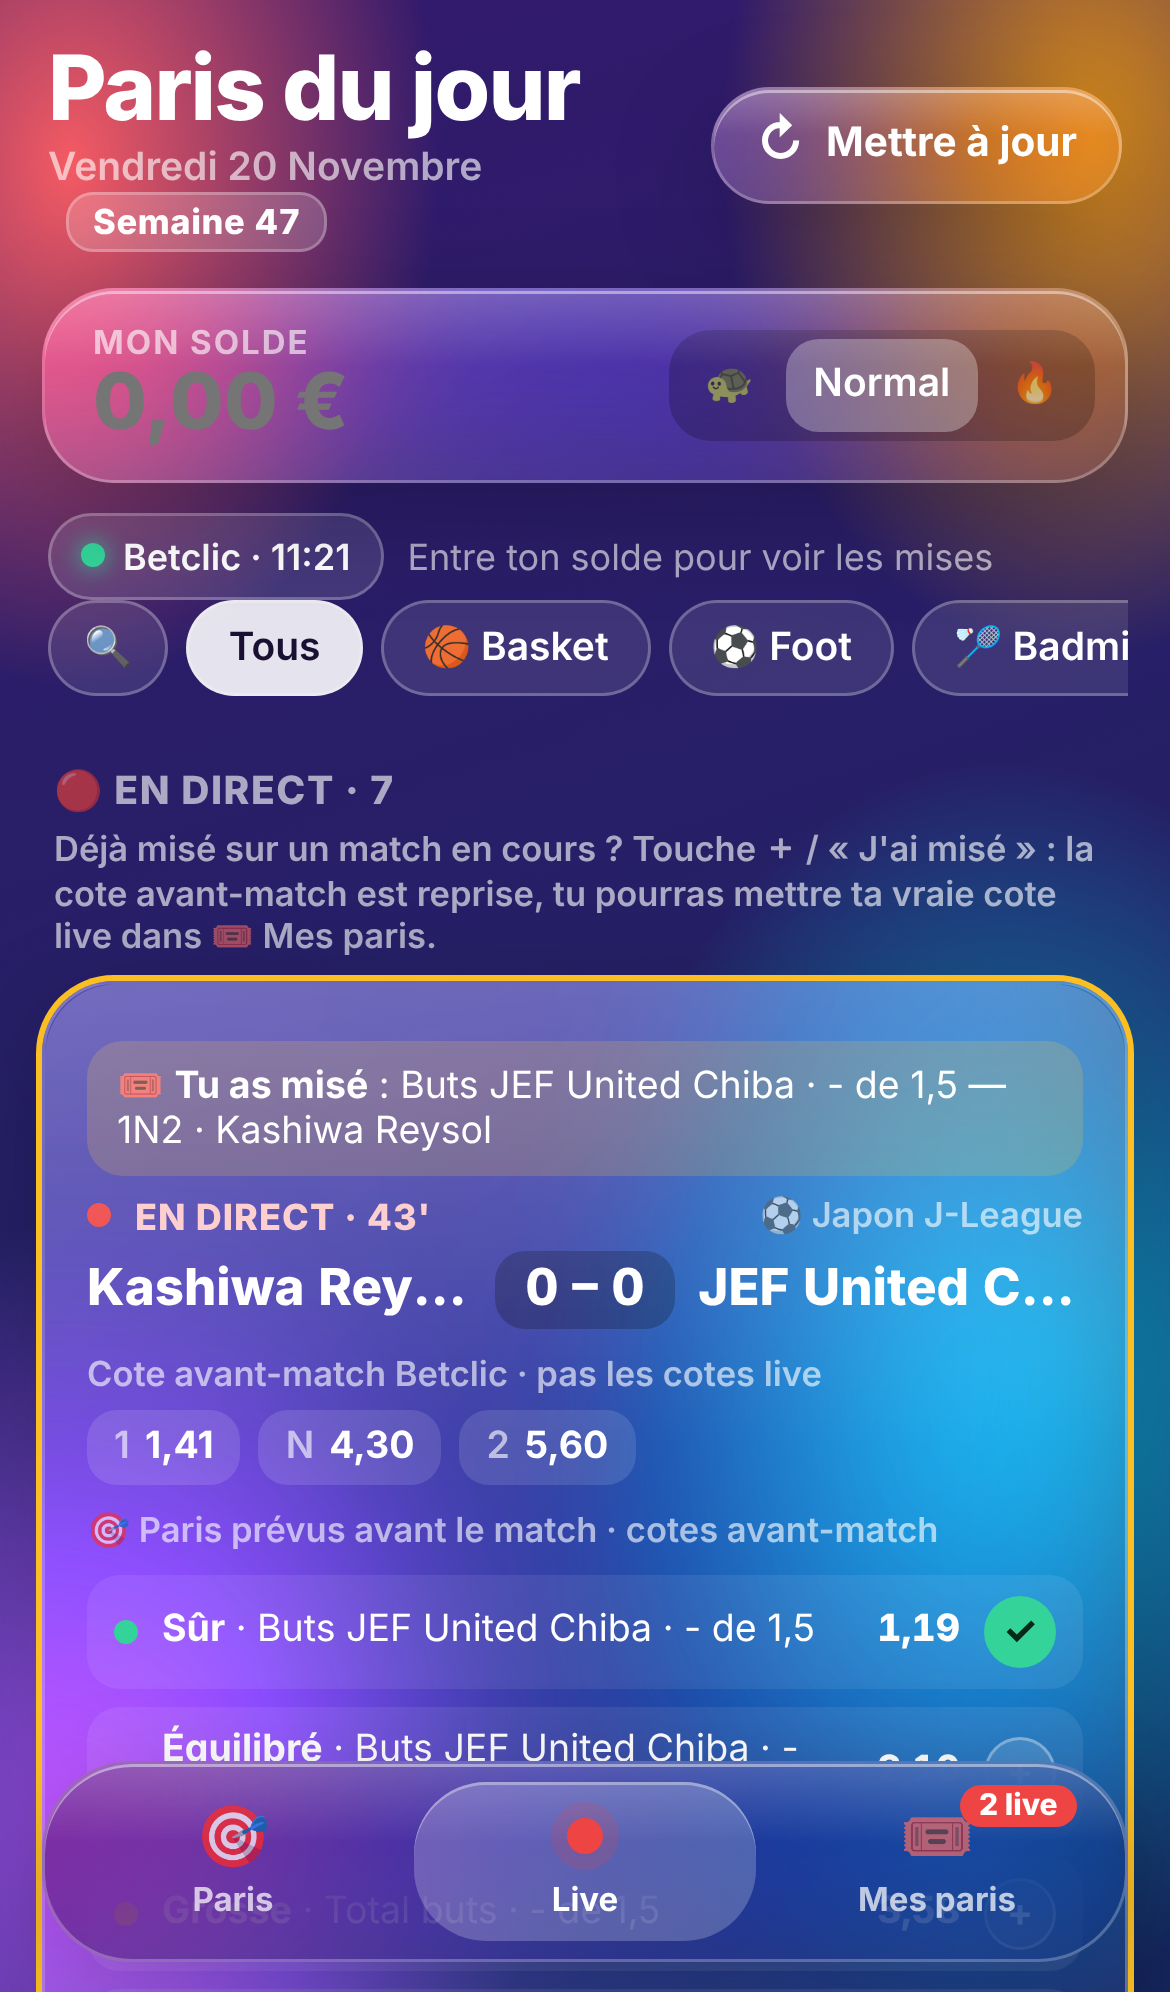 Paris du jour
Vendredi 20 Novembre
Mettre à jour
Semaine 47
MON SOLDE
0,00 €
Normal
Betclic · 11:21
Entre ton solde pour voir les mises
Tous
Basket
Foot
Badmi
EN DIRECT · 7
Déjà misé sur un match en cours ? Touche + / « J'ai misé » : la
cote avant-match est reprise, tu pourras mettre ta vraie cote
live dans 🎟️ Mes paris.
Tu as misé : Buts JEF United Chiba · - de 1,5 —
1N2 · Kashiwa Reysol
EN DIRECT · 43'
Japon J-League
Kashiwa Rey...
0 – 0
JEF United C...
Cote avant-match Betclic · pas les cotes live
1 1,41
N 4,30
2 5,60
Paris prévus avant le match · cotes avant-match
Sûr · Buts JEF United Chiba · - de 1,5
1,19
Équilibré · Buts JEF United Chiba · -
2 live
Grosse · Total buts · - de 1,5
Paris
Live
Mes paris